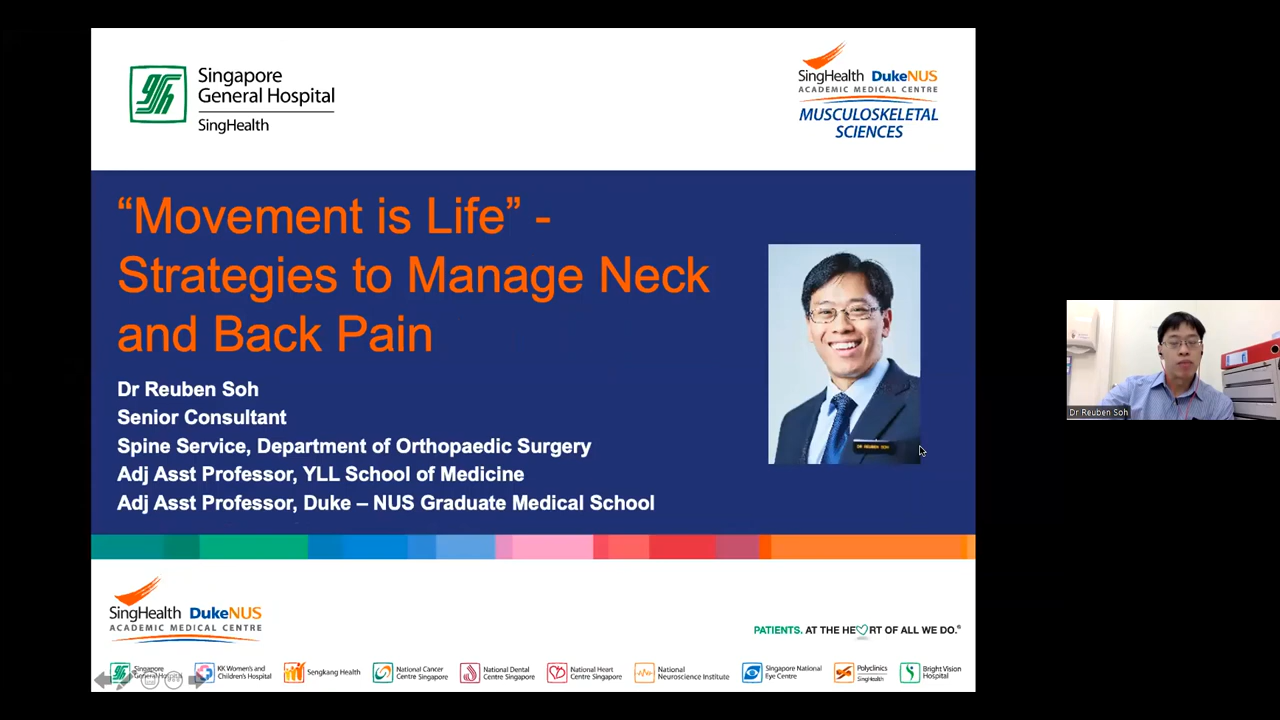 Singapore
General Hospital
SingHealth
SingHealth DukeNUS
ACADEMIC MEDICAL CENTRE
MUSCULOSKELETAL
SCIENCES
“Movement is Life” -
Strategies to Manage Neck
and Back Pain
Dr Reuben Soh
Senior Consultant
Spine Service, Department of Orthopaedic Surgery
Adj Asst Professor, YLL School of Medicine
Adj Asst Professor, Duke – NUS Graduate Medical School
DR REUBEN SOH
Dr Reuben Soh
SingHealth DukeNUS
ACADEMIC MEDICAL CENTRE
PATIENTS. AT THE HEART OF ALL WE DO.®
Singapore
General Hospital
KK Women's and
Children's Hospital
Sengkang Health
National Cancer
Centre Singapore
National Dental
Centre Singapore
National Heart
Centre Singapore
National
Neuroscience Institute
Singapore National
Eye Centre
Polyclinics
SingHealth
Bright Vision
Hospital